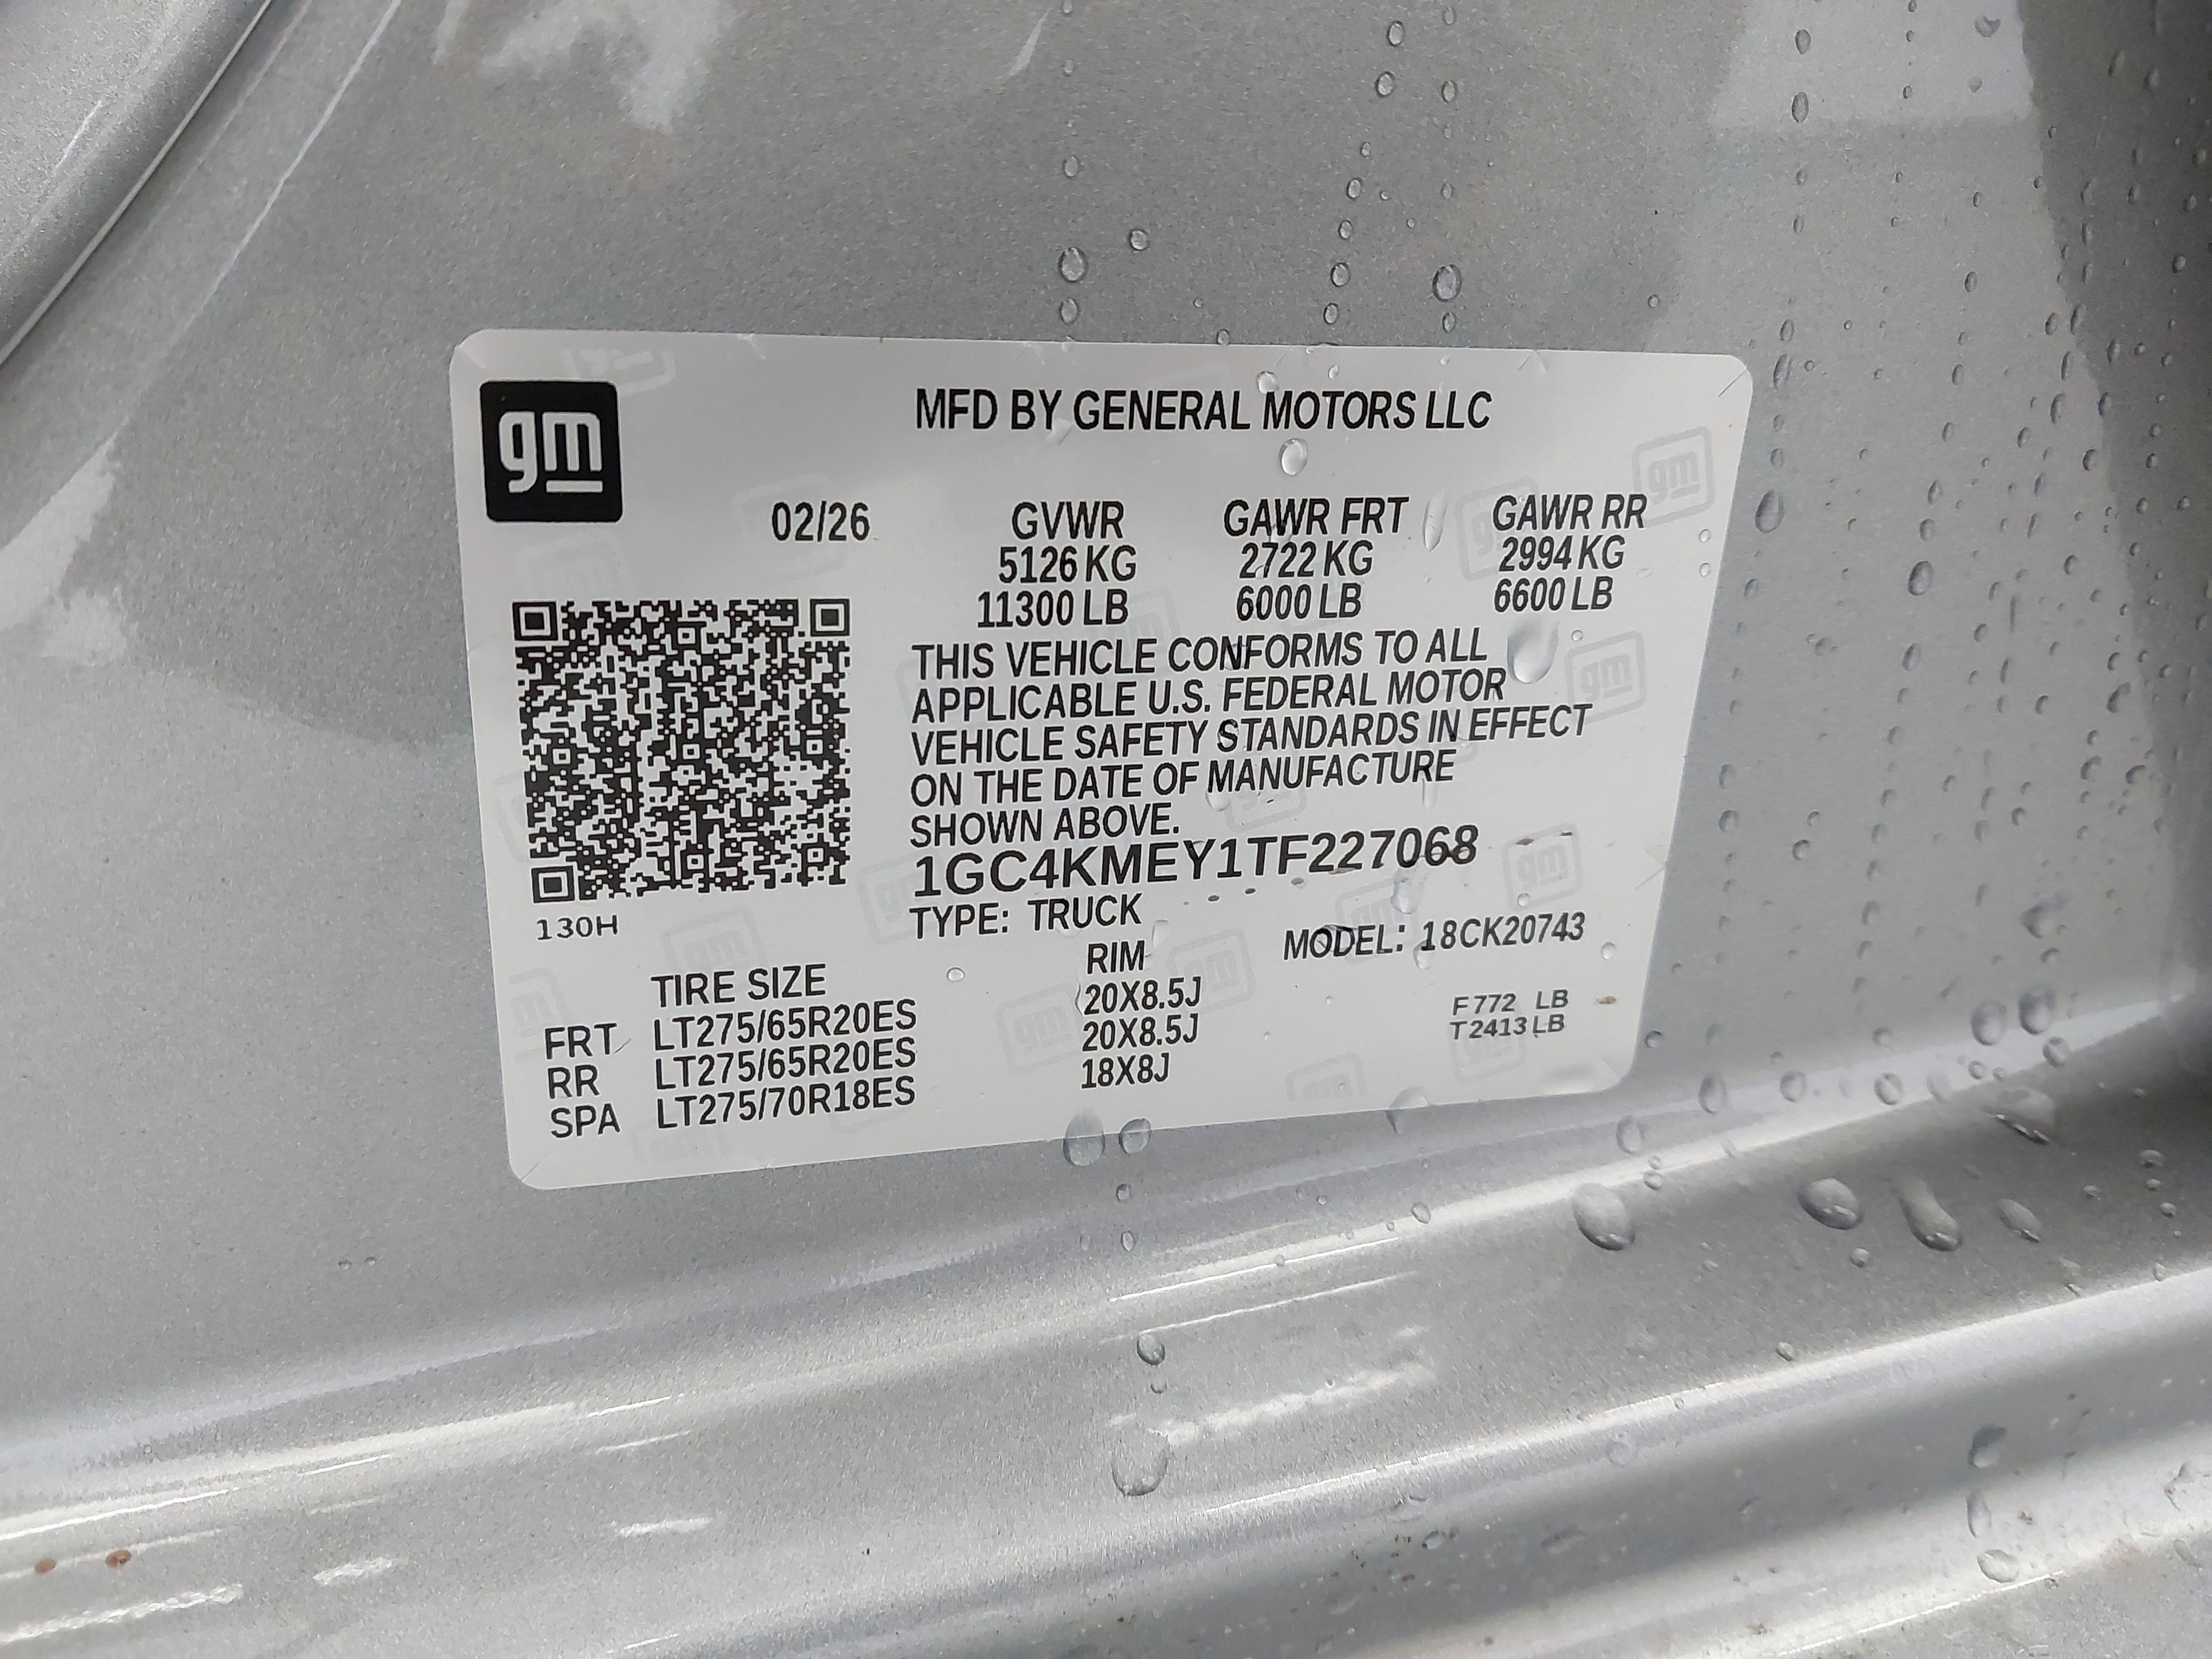 gm
MFD BY GENERAL MOTORS LLC
02/26 GVWR GAWR FRT GAWR RR
5126 KG 2722 KG 2994 KG
11300 LB 6000 LB 6600 LB
THIS VEHICLE CONFORMS TO ALL
APPLICABLE U.S. FEDERAL MOTOR
VEHICLE SAFETY STANDARDS IN EFFECT
ON THE DATE OF MANUFACTURE
SHOWN ABOVE.
1GC4KMEY1TF227068
130H
TYPE: TRUCK
MODEL: 18CK20743
TIRE SIZE RIM
FRT LT275/65R20ES 20X8.5J
RR LT275/65R20ES 20X8.5J
SPA LT275/70R18ES 18X8J
F 772 LB
T 2413 LB